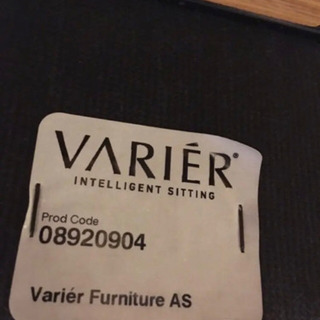 VARIÉR®
INTELLIGENT SITTING
Prod Code
08920904
Variér Furniture AS